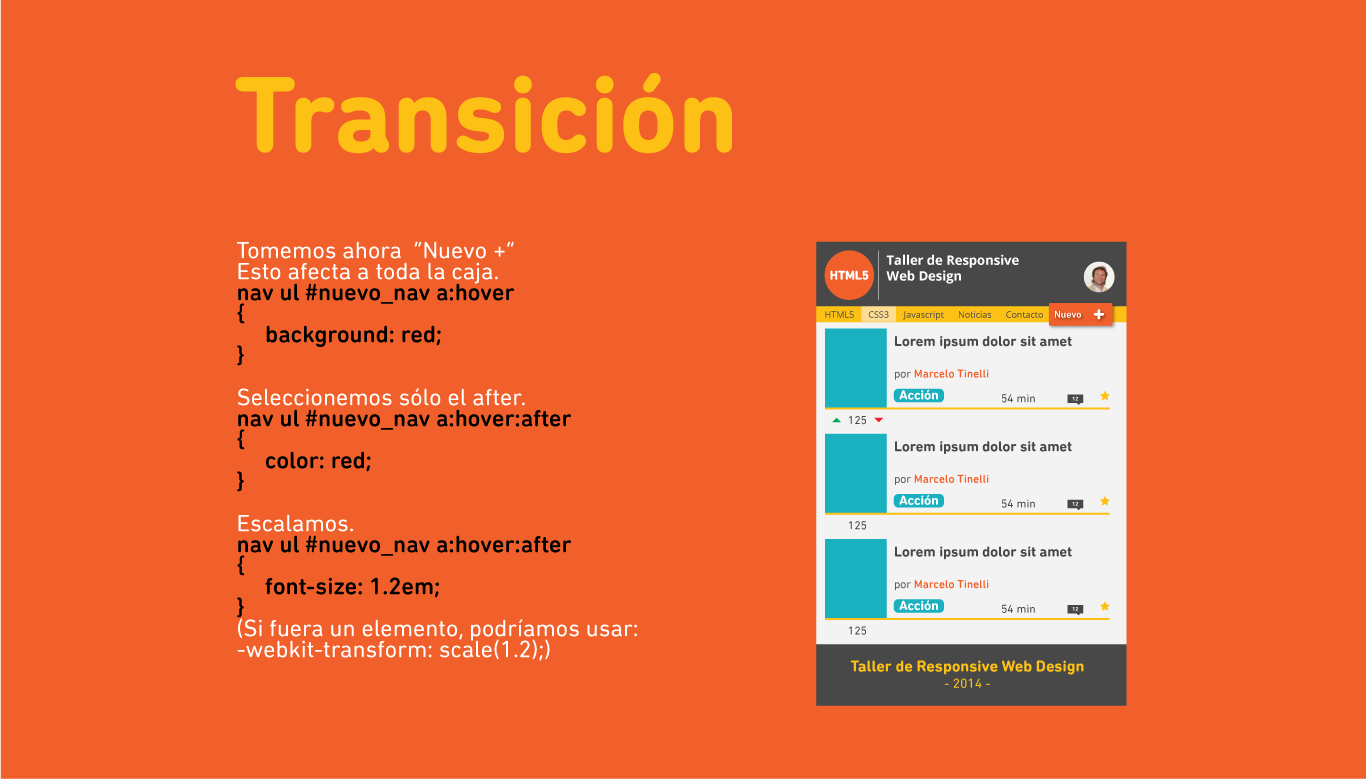 Transición
Tomemos ahora  "Nuevo +"
Esto afecta a toda la caja.
nav ul #nuevo_nav a:hover
{
background: red;
}
Seleccionemos sólo el after.
nav ul #nuevo_nav a:hover:after
{
color: red;
}
Escalamos.
nav ul #nuevo_nav a:hover:after
{
font-size: 1.2em;
}
(Si fuera un elemento, podríamos usar:
-webkit-transform: scale(1.2);)
HTML5
Taller de Responsive
Web Design
HTML5 CSS3 Javascript Noticias Contacto Nuevo +
Lorem ipsum dolor sit amet
por Marcelo Tinelli
Acción 54 min 12
125
Lorem ipsum dolor sit amet
por Marcelo Tinelli
Acción 54 min 12
125
Lorem ipsum dolor sit amet
por Marcelo Tinelli
Acción 54 min 12
125
Taller de Responsive Web Design
- 2014 -